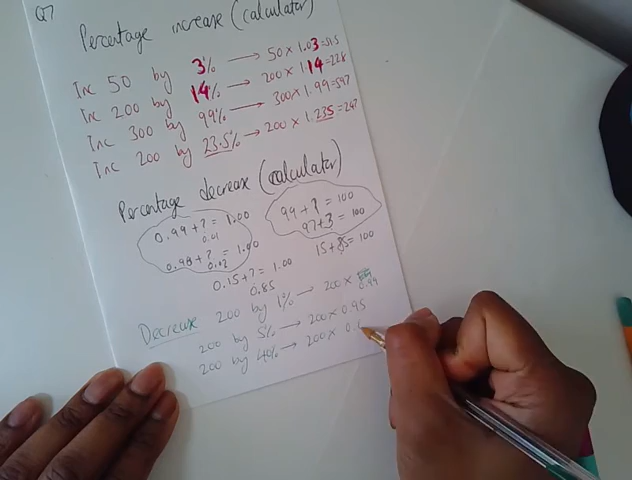 Q7
Percentage increase (calculator)
Inc 50 by 3% → 50 × 1.03 = 51.5
Inc 200 by 14% → 200 × 1.14 = 228
Inc 300 by 99% → 300 × 1.99 = 597
Inc 200 by 23.5% → 200 × 1.235 = 247
Percentage decrease (calculator)
0.99 + ? = 1.00
0.01
0.98 + ? = 1.00
0.02
99 + ? = 100
97 + 3 = 100
15 + 85 = 100
0.15 + ? = 1.00
0.85
Decrease 200 by 1% → 200 × 0.99
200 by 5% → 200 × 0.95
200 by 40% → 200 × 0.